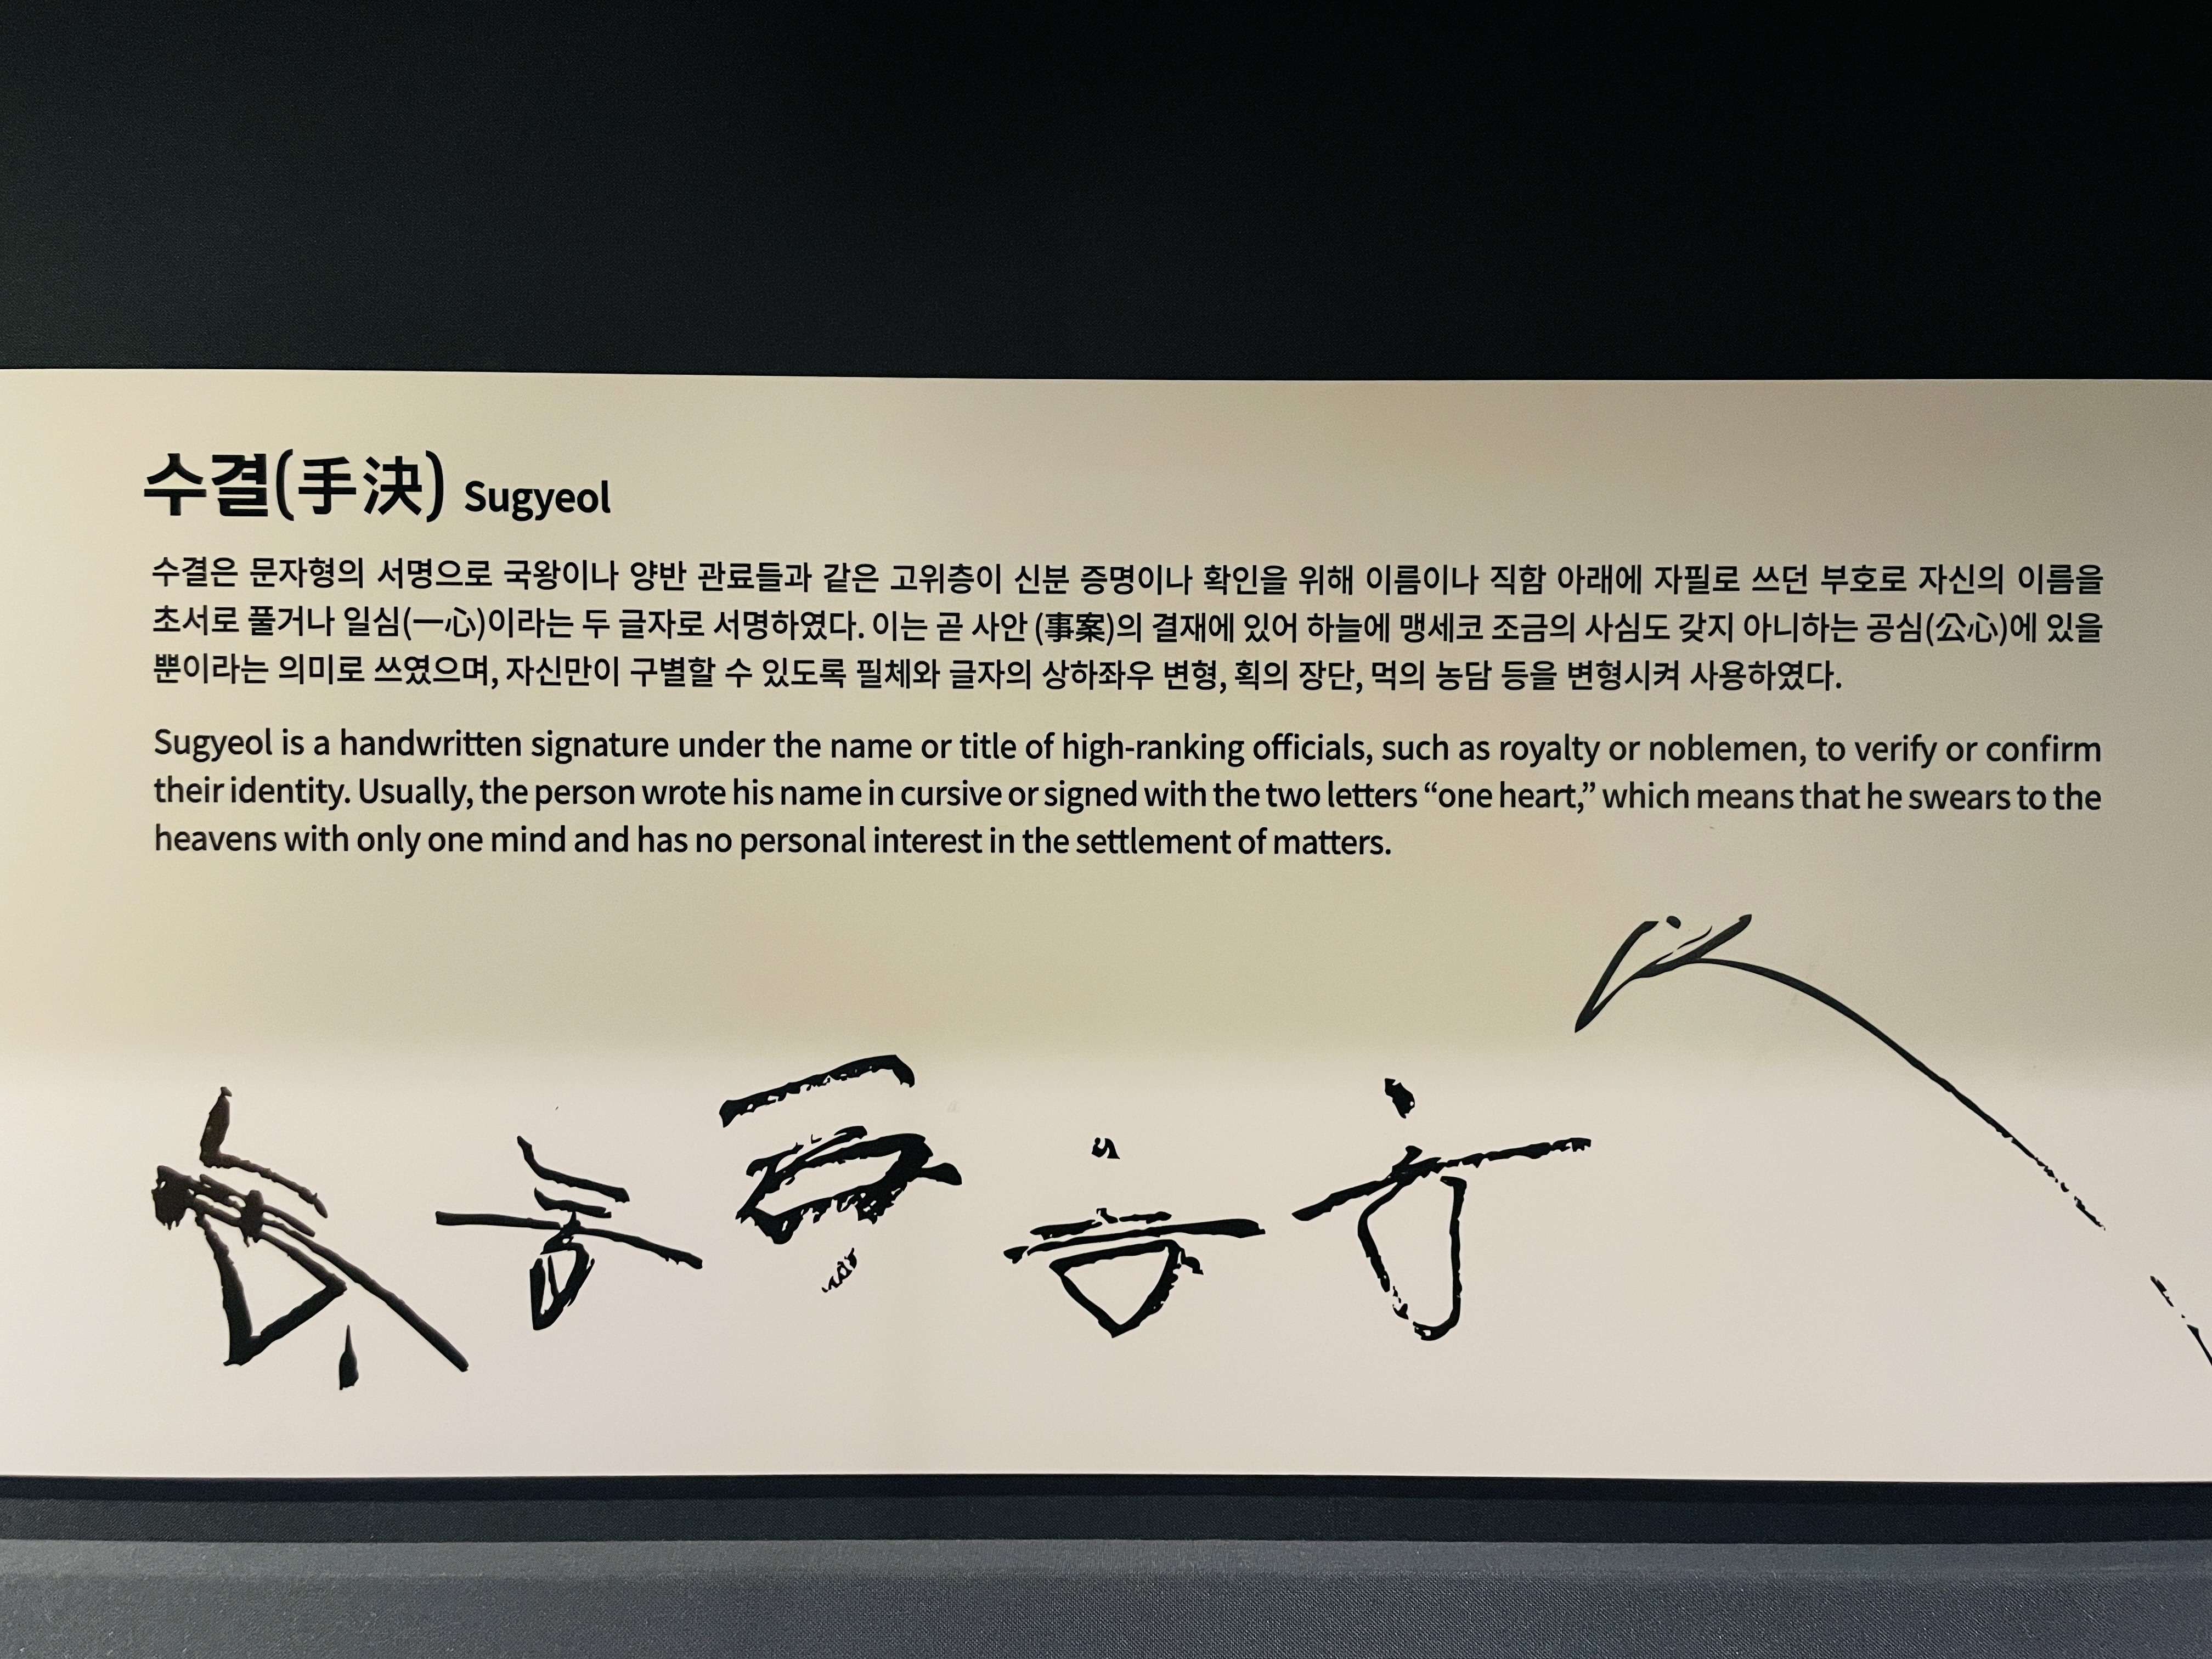 수결(手決) Sugyeol
수결은 문자형의 서명으로 국왕이나 양반 관료들과 같은 고위층이 신분 증명이나 확인을 위해 이름이나 직함 아래에 자필로 쓰던 부호로 자신의 이름을
초서로 풀거나 일심(一心)이라는 두 글자로 서명하였다. 이는 곧 사안 (事案)의 결재에 있어 하늘에 맹세코 조금의 사심도 갖지 아니하는 공심(公心)에 있을
뿐이라는 의미로 쓰였으며, 자신만이 구별할 수 있도록 필체와 글자의 상하좌우 변형, 획의 장단, 먹의 농담 등을 변형시켜 사용하였다.
Sugyeol is a handwritten signature under the name or title of high-ranking officials, such as royalty or noblemen, to verify or confirm
their identity. Usually, the person wrote his name in cursive or signed with the two letters “one heart,” which means that he swears to the
heavens with only one mind and has no personal interest in the settlement of matters.